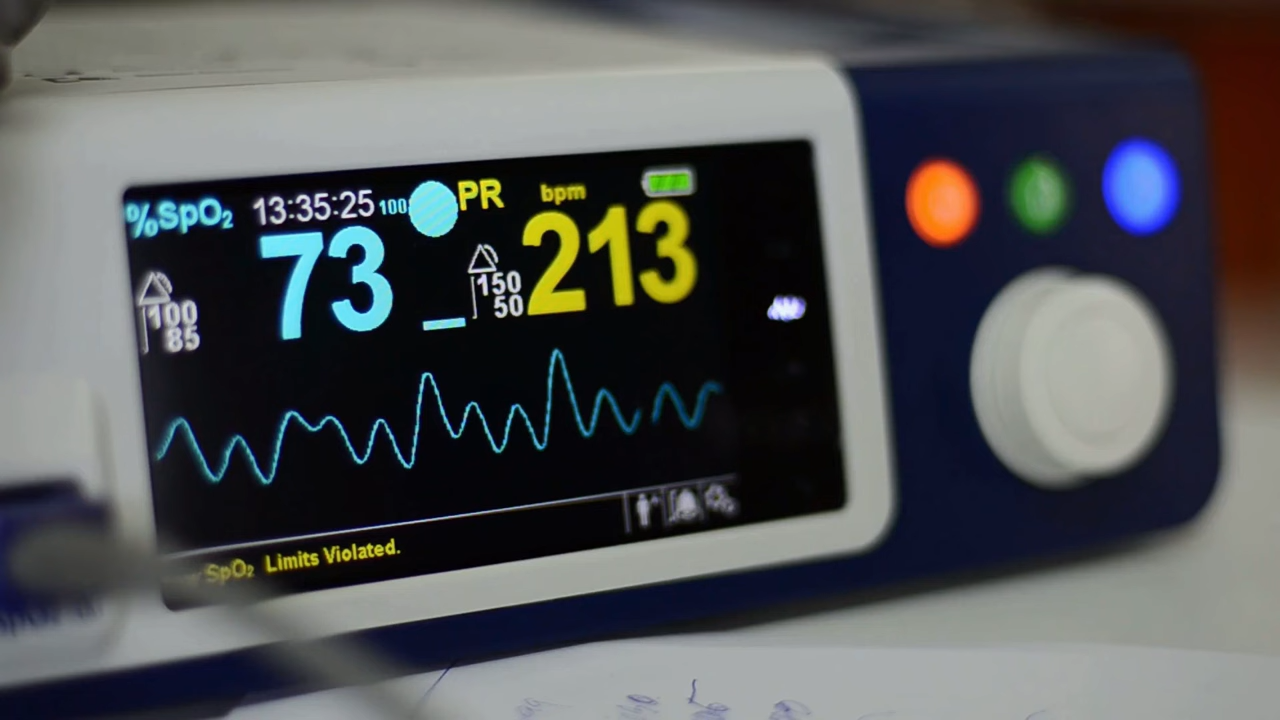 %SpO₂ 13:35:25 100 PR bpm
73 213
100
85
150
50
SpO₂ Limits Violated.